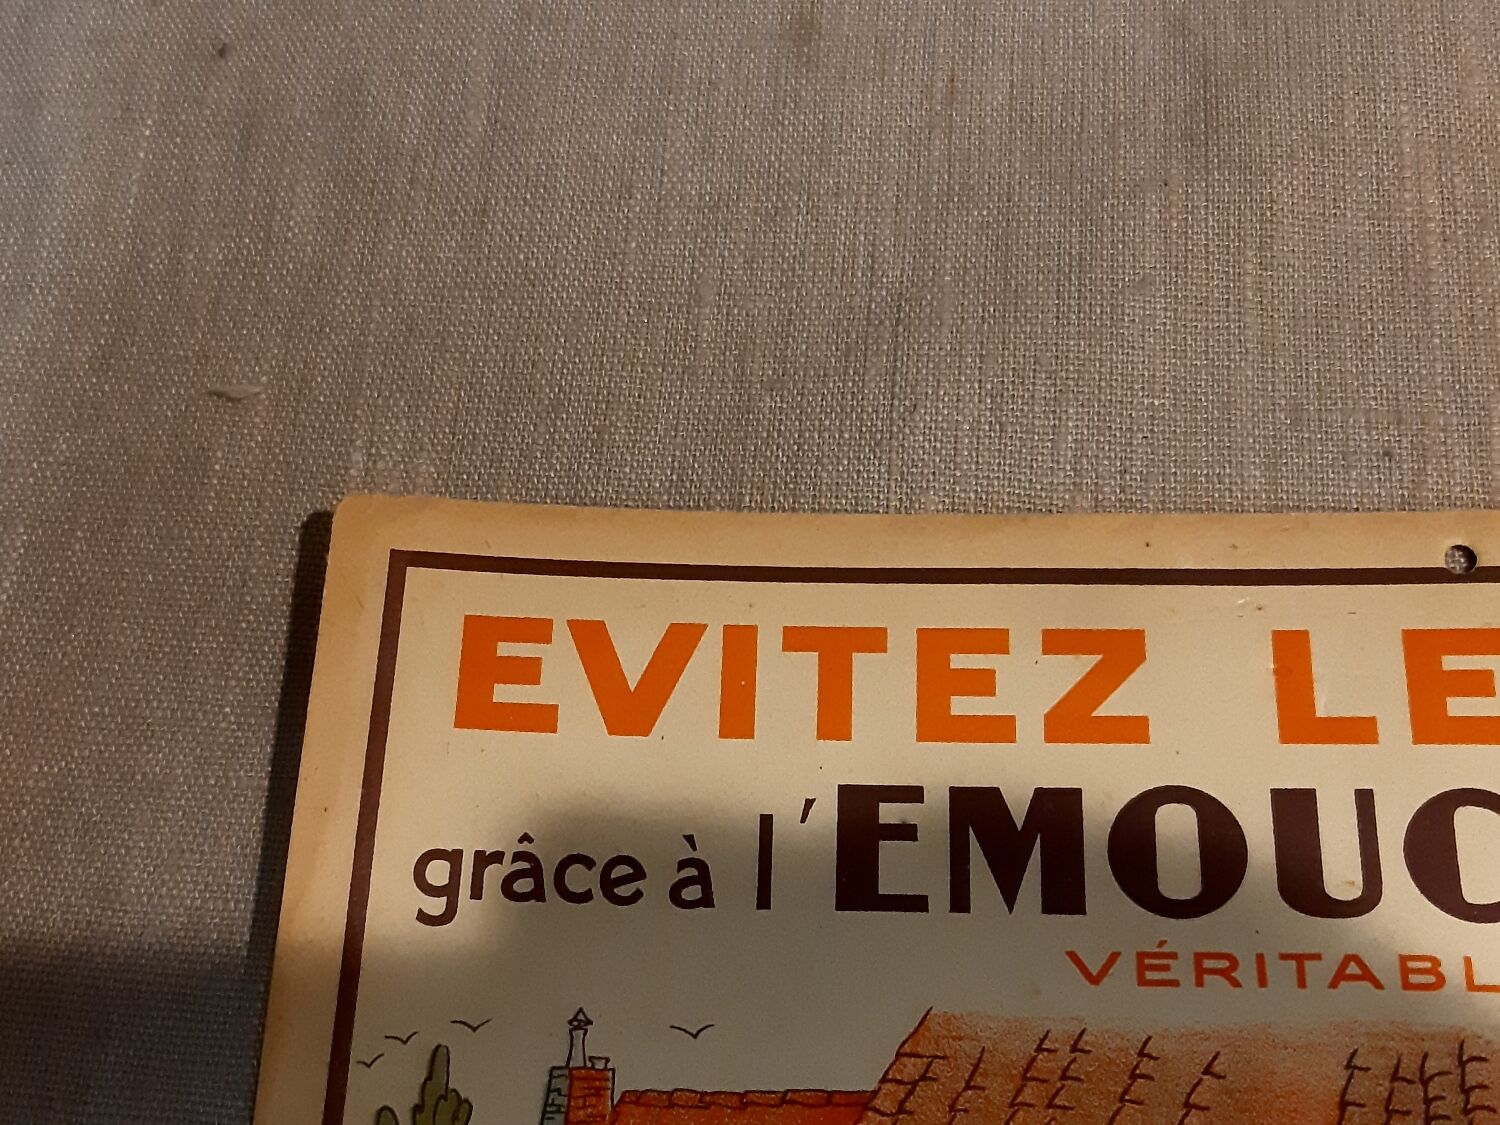 EVITEZ LE
grâce à l'EMOUC
VÉRITABL